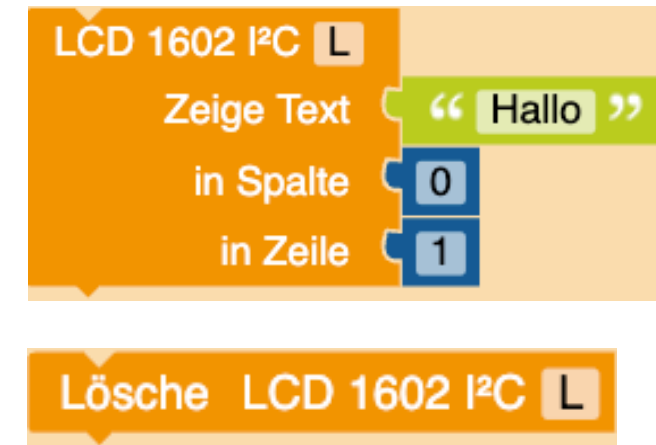 LCD 1602 I²C L
Zeige Text “ Hallo ”
in Spalte 0
in Zeile 1
Lösche LCD 1602 I²C L